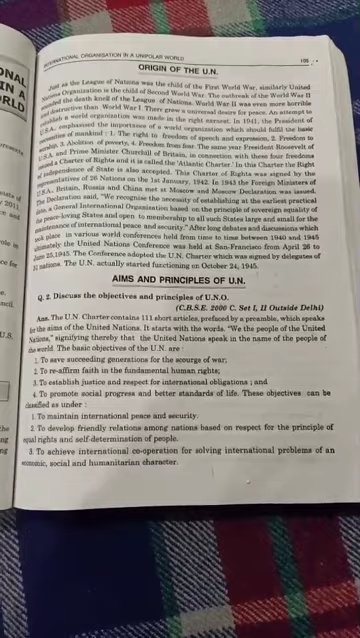 INTERNATIONAL ORGANISATION IN A UNIPOLAR WORLD 105
ORIGIN OF THE U.N.
Just as the League of Nations was the child of the First World War, similarly United
Nations Organization is the child of Second World War. The outbreak of the World War II
sounded the death knell of the League of Nations. World War II was even more horrible
and destructive than World War I. There grew a universal desire for peace. An attempt to
establish a world organization was made in the right earnest. In 1941, the President of
U.S.A., emphasised the importance of a world organization which should fulfil the basic
of mankind : 1. The right to freedom of speech and expression, 2. Freedom to
worship, 3. Abolition of poverty, 4. Freedom from fear. The same year President Roosevelt of
U.S.A. and Prime Minister Churchill of Britain, in connection with these four freedoms
issued a Charter of Rights and it is called the 'Atlantic Charter.' In this Charter the Right
of independence of State is also accepted. This Charter of Rights was signed by the
representatives of 26 Nations on the 1st January, 1942. In 1943 the Foreign Ministers of
U.S.A., Britain, Russia and China met at Moscow and Moscow Declaration was issued.
The Declaration said, "We recognise the necessity of establishing at the earliest practical
date, a General International Organization based on the principle of sovereign equality of
the peace-loving States and open to membership to all such States large and small for the
maintenance of international peace and security." After long debates and discussions which
took place in various world conferences held from time to time between 1940 and 1945
ultimately the United Nations Conference was held at San-Francisco from April 26 to
June 25,1945. The Conference adopted the U.N. Charter which was signed by delegates of
51 nations. The U.N. actually started functioning on October 24, 1945.
AIMS AND PRINCIPLES OF U.N.
Q. 2. Discuss the objectives and principles of U.N.O.
(C.B.S.E. 2000 C. Set I, II Outside Delhi)
Ans. The U.N. Charter contains 111 short articles, prefaced by a preamble, which speaks
for the aims of the United Nations. It starts with the words. "We the people of the United
Nations," signifying thereby that the United Nations speak in the name of the people of
the world. The basic objectives of the U.N. are :
1. To save succeeding generations for the scourge of war;
2. To re-affirm faith in the fundamental human rights;
3. To establish justice and respect for international obligations ; and
4. To promote social progress and better standards of life. These objectives can be
classified as under :
1. To maintain international peace and security.
2. To develop friendly relations among nations based on respect for the principle of
equal rights and self-determination of people.
3. To achieve international co-operation for solving international problems of an
economic, social and humanitarian character.